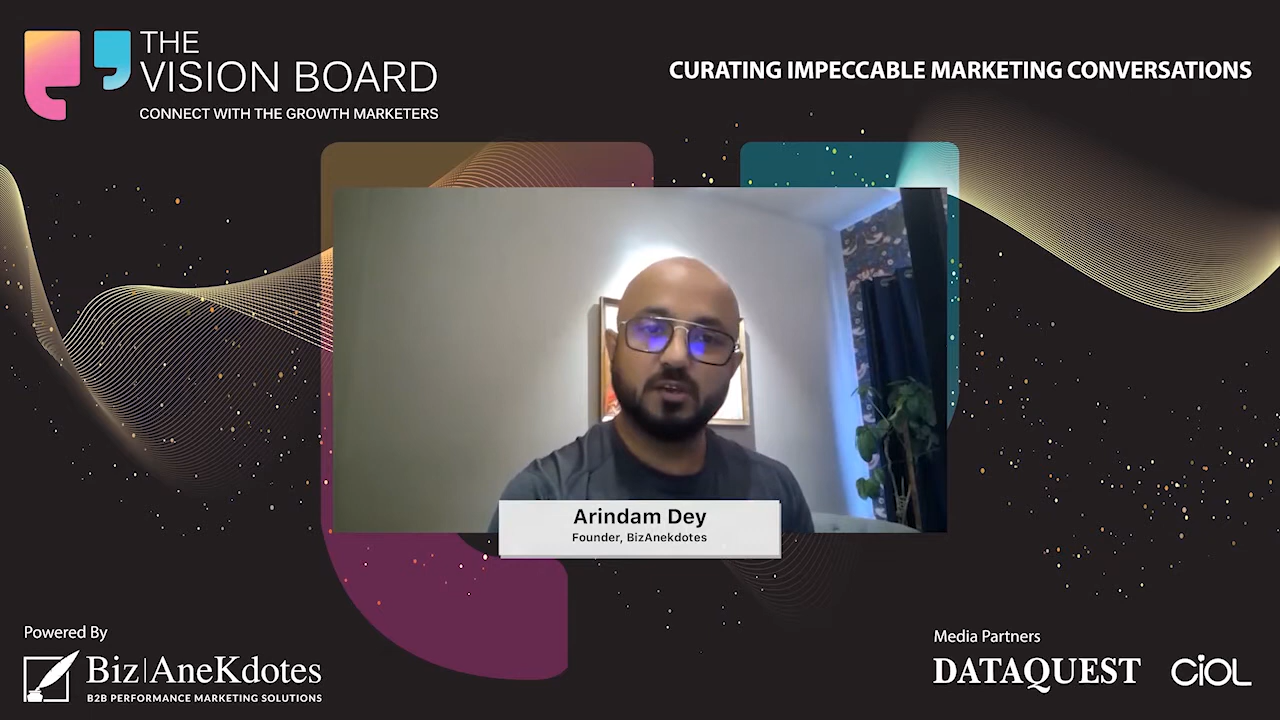 THE
VISION BOARD
CONNECT WITH THE GROWTH MARKETERS
CURATING IMPECCABLE MARKETING CONVERSATIONS
Arindam Dey
Founder, BizAnekdotes
Powered By
Biz|AneKdotes
B2B PERFORMANCE MARKETING SOLUTIONS
Media Partners
DATAQUEST
CiOL